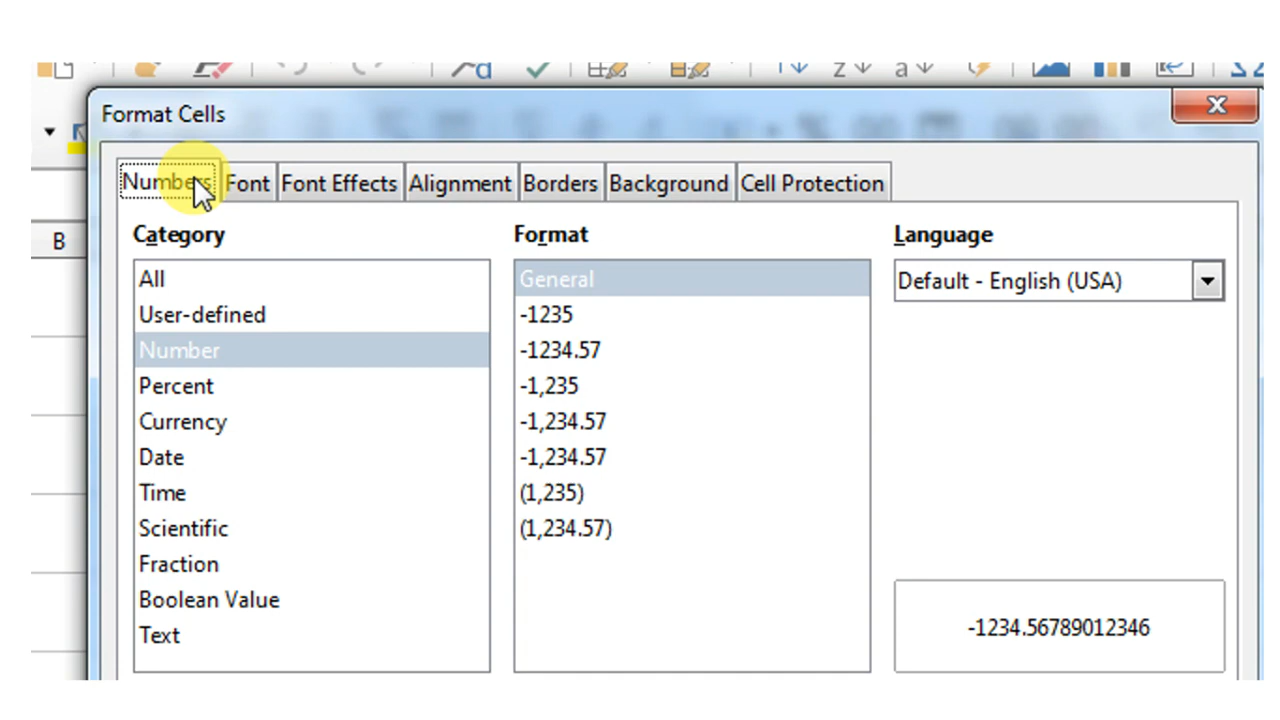 Format Cells
Numbers Font Font Effects Alignment Borders Background Cell Protection
B
Category
All
User-defined
Number
Percent
Currency
Date
Time
Scientific
Fraction
Boolean Value
Text
Format
General
-1235
-1234.57
-1,235
-1,234.57
-1,234.57
(1,235)
(1,234.57)
Language
Default - English (USA)
-1234.56789012346